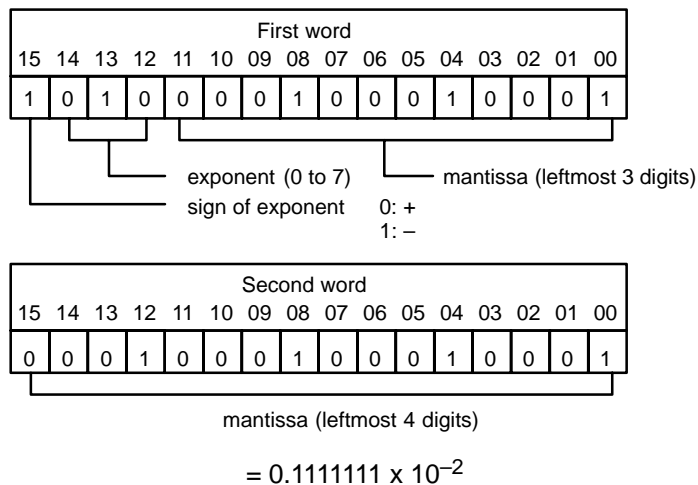 First word
15 14 13 12 11 10 09 08 07 06 05 04 03 02 01 00
1 0 1 0 0 0 0 1 0 0 0 1 0 0 0 1
exponent (0 to 7) mantissa (leftmost 3 digits)
sign of exponent 0: +
1: –
Second word
15 14 13 12 11 10 09 08 07 06 05 04 03 02 01 00
0 0 0 1 0 0 0 1 0 0 0 1 0 0 0 1
mantissa (leftmost 4 digits)
= 0.1111111 x 10–2